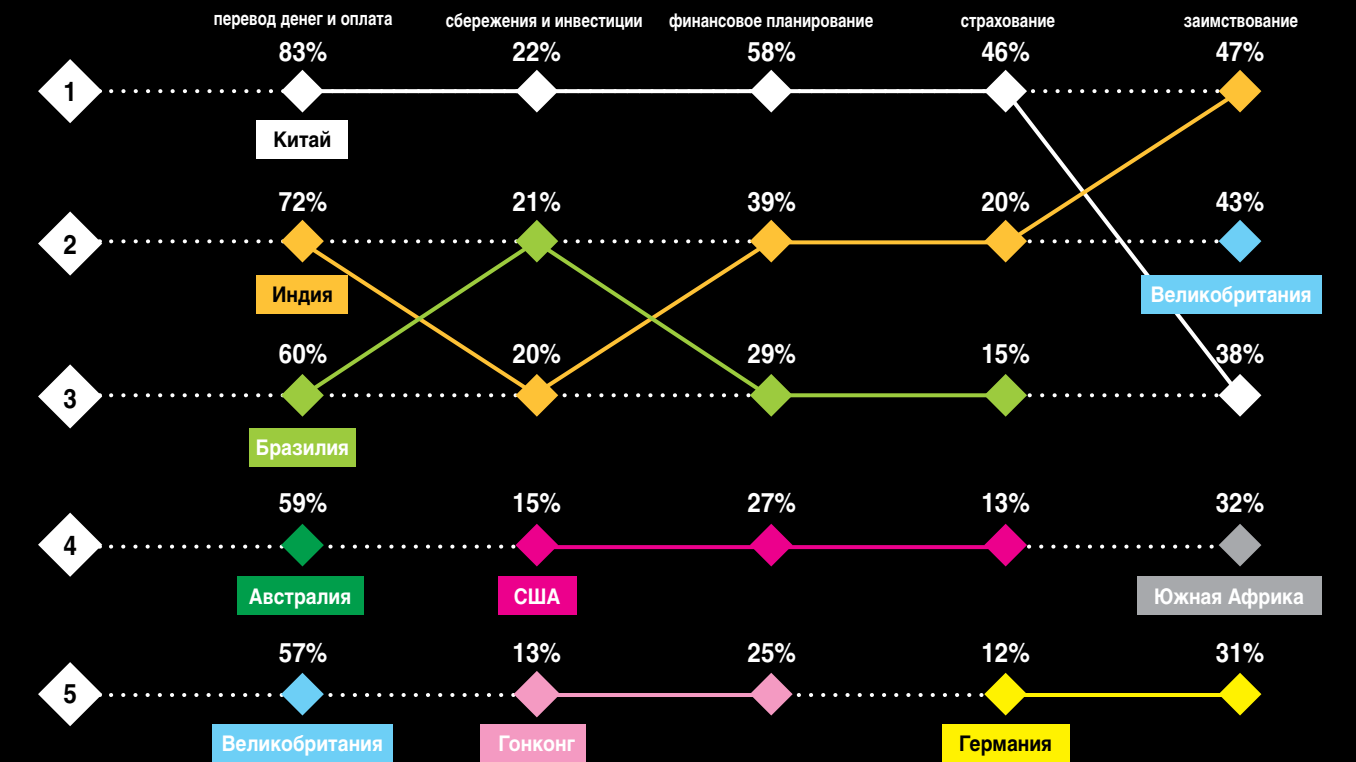 перевод денег и оплата сбережения и инвестиции финансовое планирование страхование заимствование
83% 22% 58% 46% 47%
1
Китай
72% 21% 39% 20% 43%
2
Индия Великобритания
60% 20% 29% 15% 38%
3
Бразилия
59% 15% 27% 13% 32%
4
Австралия США Южная Африка
57% 13% 25% 12% 31%
5
Великобритания Гонконг Германия